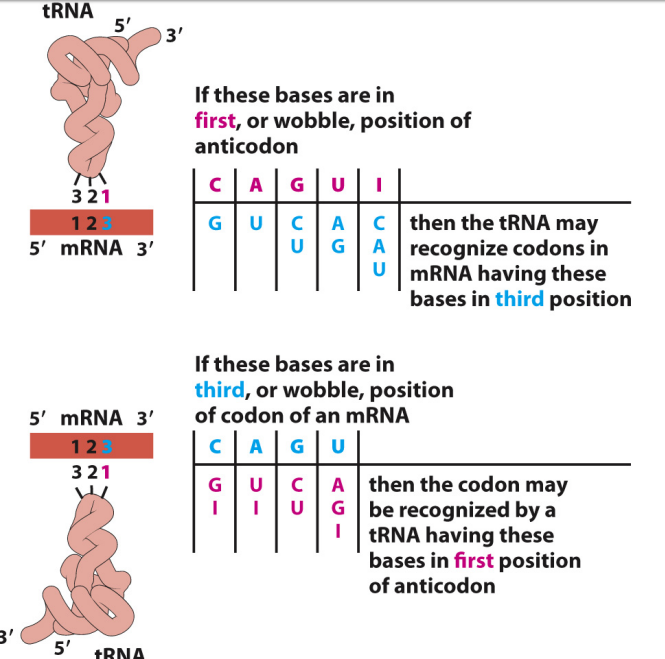 tRNA
5′
3′
3 2 1
1 2 3
5′ mRNA 3′
If these bases are in
first, or wobble, position of
anticodon
C A G U I
G U C A C
U G A
U
then the tRNA may
recognize codons in
mRNA having these
bases in third position
If these bases are in
third, or wobble, position
of codon of an mRNA
5′ mRNA 3′
1 2 3
3 2 1
3′
5′
tRNA
C A G U
G U C A
I I U G
I
then the codon may
be recognized by a
tRNA having these
bases in first position
of anticodon